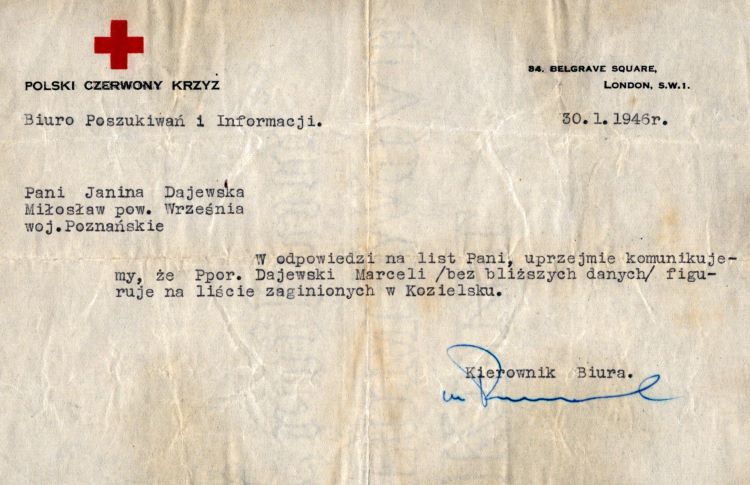 POLSKI CZERWONY KRZYŻ
34. BELGRAVE SQUARE,
LONDON, S.W.1.
Biuro Poszukiwań i Informacji.
30.1.1946r.
Pani Janina Dajewska
Miłosław pow. Września
woj.Poznańskie
W odpowiedzi na list Pani, uprzejmie komunikuje-
my, że Ppor. Dajewski Marceli /bez bliższych danych/ figu-
ruje na liście zaginionych w Kozielsku.
Kierownik Biura.